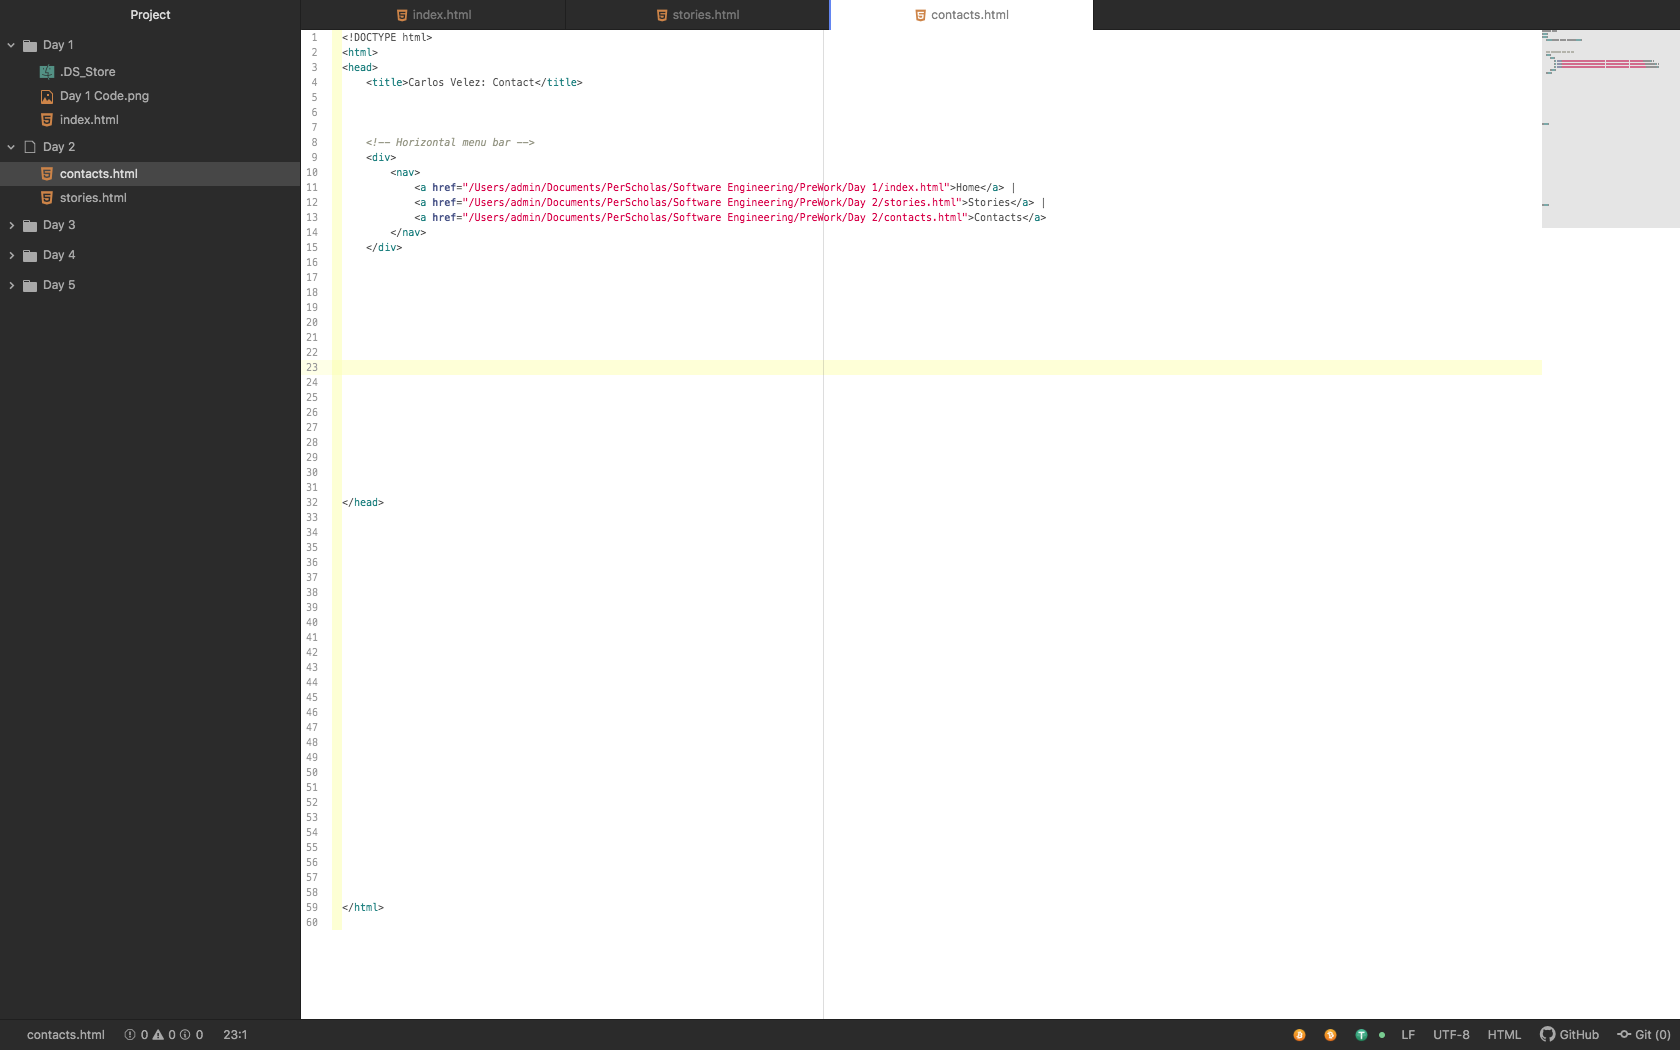 Project
index.html
stories.html
contacts.html
Day 1
.DS_Store
Day 1 Code.png
index.html
Day 2
contacts.html
stories.html
Day 3
Day 4
Day 5
1 <!DOCTYPE html>
2 <html>
3 <head>
4 <title>Carlos Velez: Contact</title>
5
6
7
8 <!-- Horizontal menu bar -->
9 <div>
10 <nav>
11 <a href="/Users/admin/Documents/PerScholas/Software Engineering/PreWork/Day 1/index.html">Home</a> |
12 <a href="/Users/admin/Documents/PerScholas/Software Engineering/PreWork/Day 2/stories.html">Stories</a> |
13 <a href="/Users/admin/Documents/PerScholas/Software Engineering/PreWork/Day 2/contacts.html">Contacts</a>
14 </nav>
15 </div>
16
17
18
19
20
21
22
23
24
25
26
27
28
29
30
31
32 </head>
33
34
35
36
37
38
39
40
41
42
43
44
45
46
47
48
49
50
51
52
53
54
55
56
57
58
59 </html>
60
contacts.html 0 0 0 23:1 LF UTF-8 HTML GitHub Git (0)